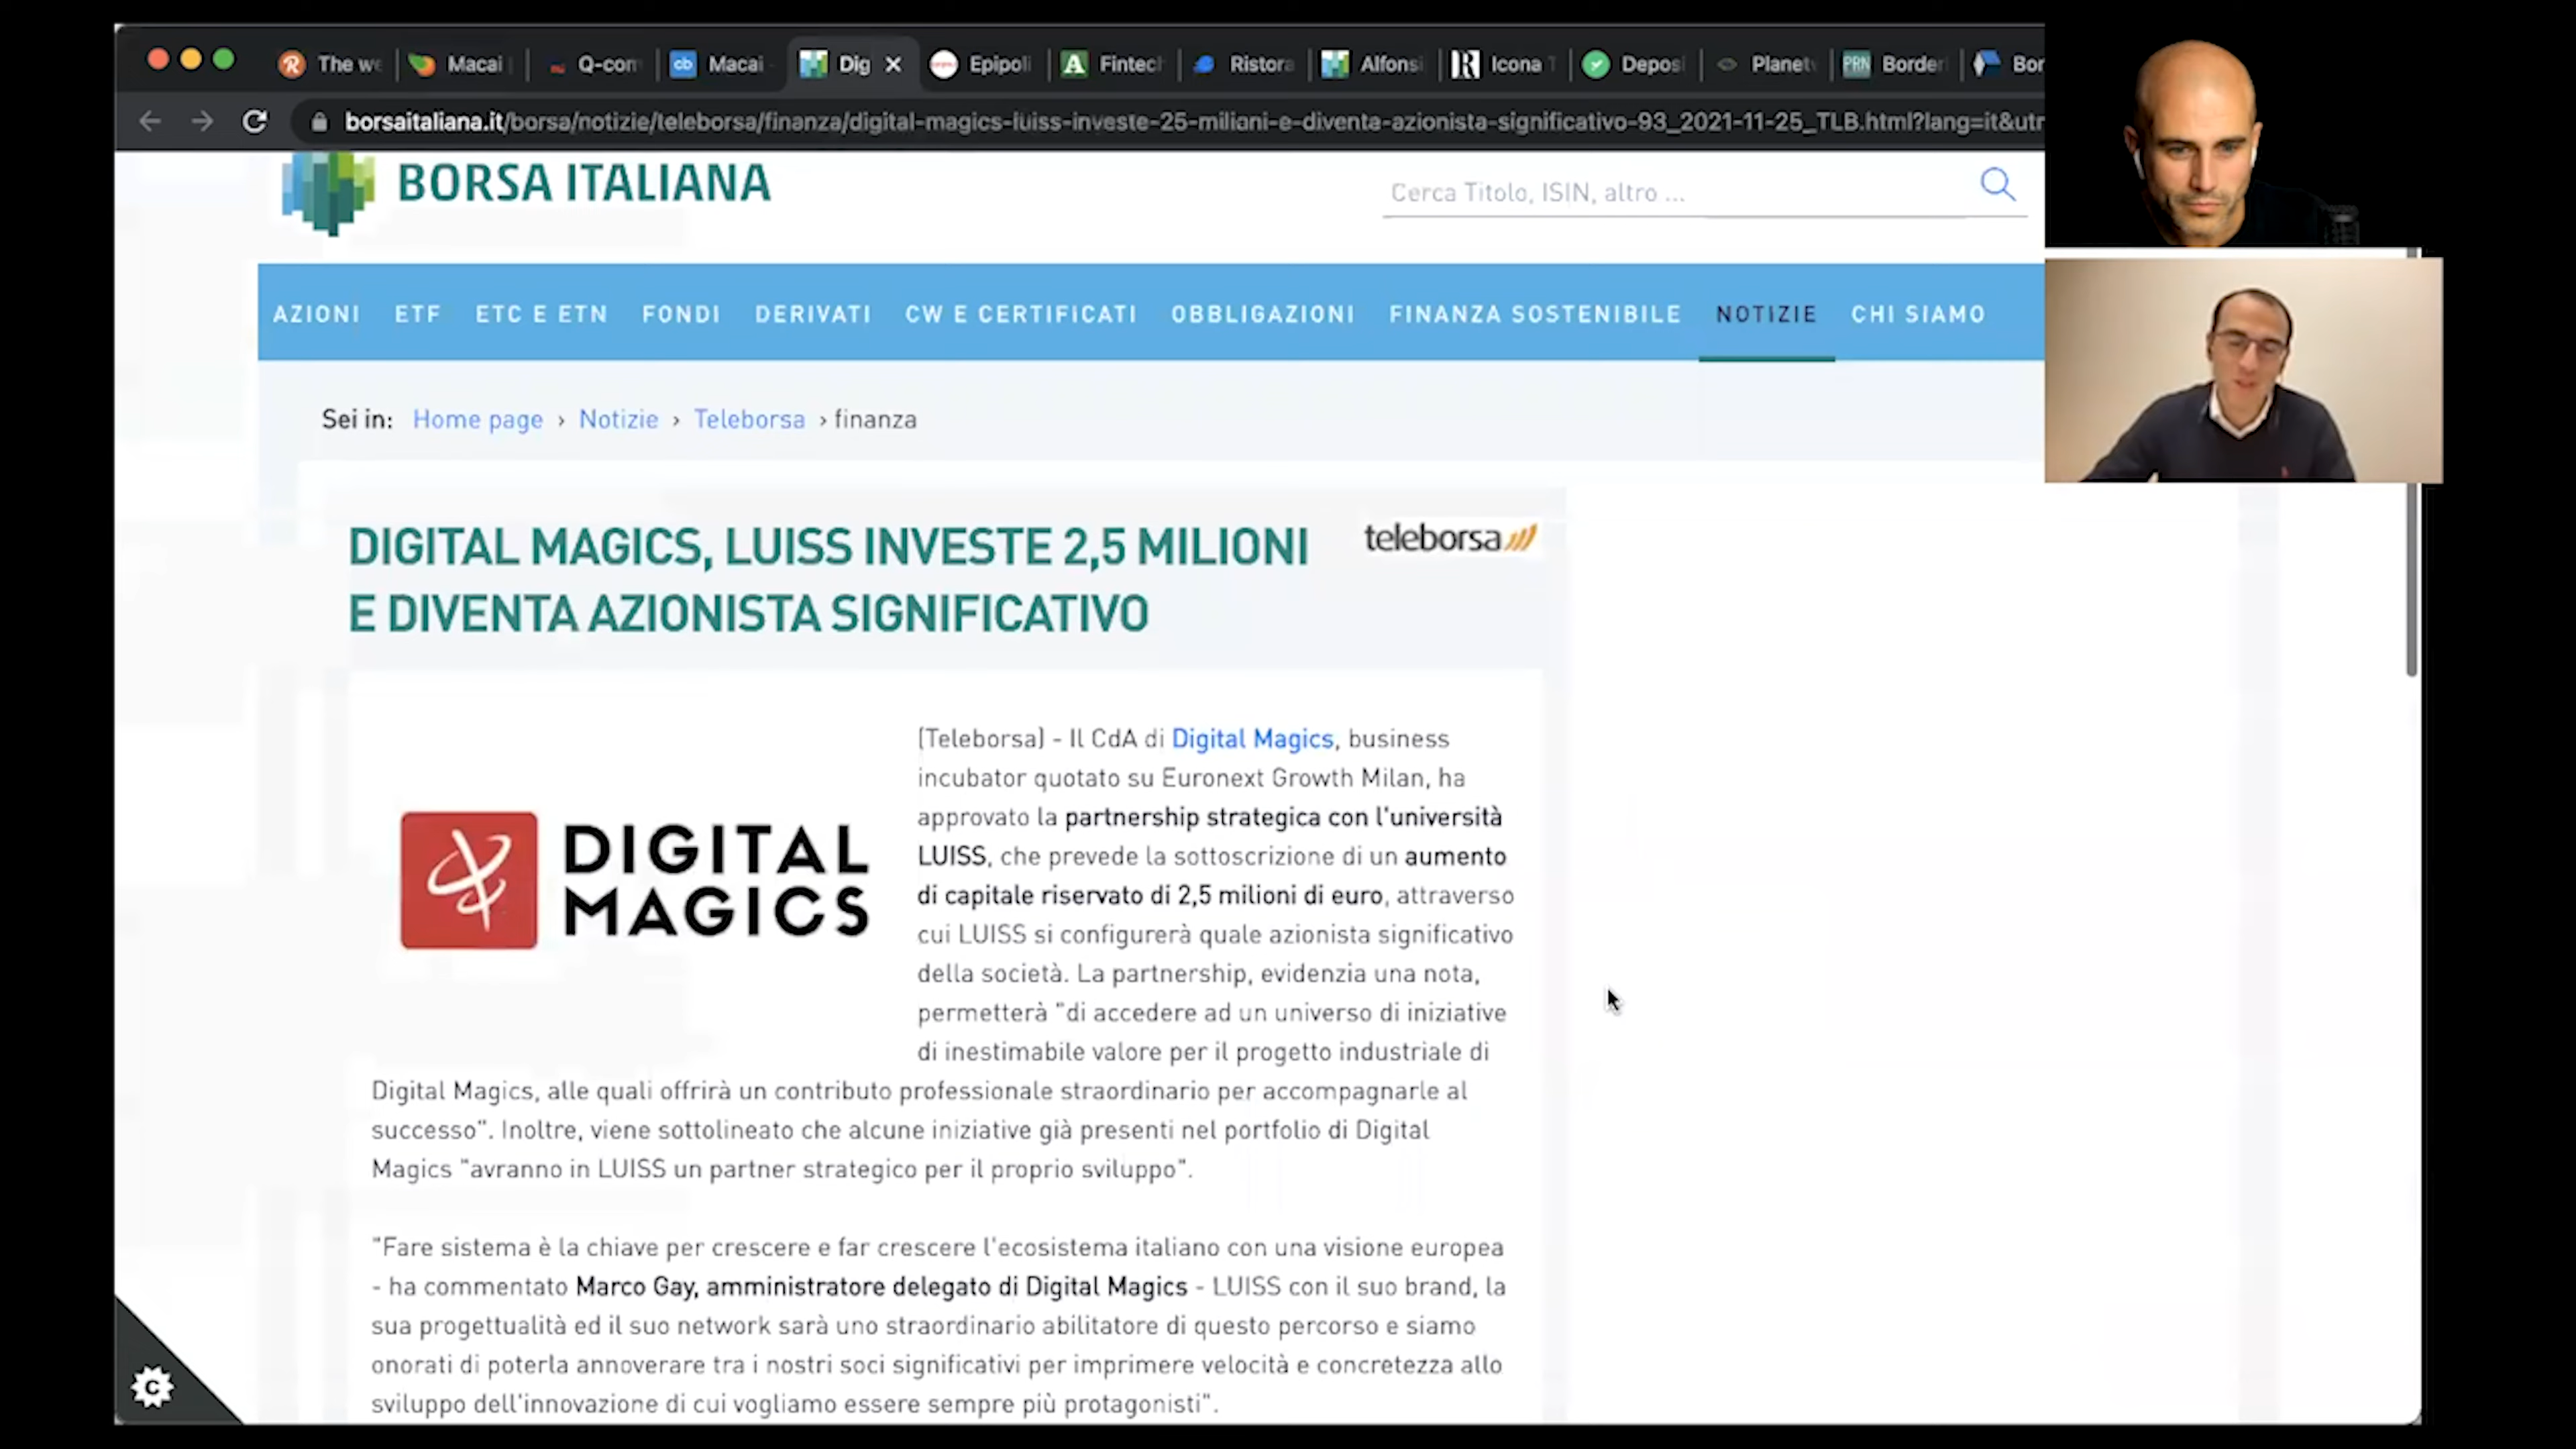 The we
Macai
Q-com
cb
Macai
Dig
Epipoli
A
Fintec
Ristora
Alfonsi
R
Icona T
Deposi
Planet
PRN
Border
Bor
borsaitaliana.it/borsa/notizie/teleborsa/finanza/digital-magics-luiss-investe-25-milioni-e-diventa-azionista-significativo-93_2021-11-25_TLB.html?lang=it&utm
BORSA ITALIANA
Cerca Titolo, ISIN, altro ...
AZIONI ETF ETC E ETN FONDI DERIVATI CW E CERTIFICATI OBBLIGAZIONI FINANZA SOSTENIBILE NOTIZIE CHI SIAMO
Sei in: Home page › Notizie › Teleborsa › finanza
DIGITAL MAGICS, LUISS INVESTE 2,5 MILIONI
E DIVENTA AZIONISTA SIGNIFICATIVO
teleborsa
DIGITAL
MAGICS
(Teleborsa) - Il CdA di Digital Magics, business
incubator quotato su Euronext Growth Milan, ha
approvato la partnership strategica con l'università
LUISS, che prevede la sottoscrizione di un aumento
di capitale riservato di 2,5 milioni di euro, attraverso
cui LUISS si configurerà quale azionista significativo
della società. La partnership, evidenzia una nota,
permetterà "di accedere ad un universo di iniziative
di inestimabile valore per il progetto industriale di
Digital Magics, alle quali offrirà un contributo professionale straordinario per accompagnarle al
successo". Inoltre, viene sottolineato che alcune iniziative già presenti nel portfolio di Digital
Magics "avranno in LUISS un partner strategico per il proprio sviluppo".
"Fare sistema è la chiave per crescere e far crescere l'ecosistema italiano con una visione europea
- ha commentato Marco Gay, amministratore delegato di Digital Magics - LUISS con il suo brand, la
sua progettualità ed il suo network sarà uno straordinario abilitatore di questo percorso e siamo
onorati di poterla annoverare tra i nostri soci significativi per imprimere velocità e concretezza allo
sviluppo dell'innovazione di cui vogliamo essere sempre più protagonisti".